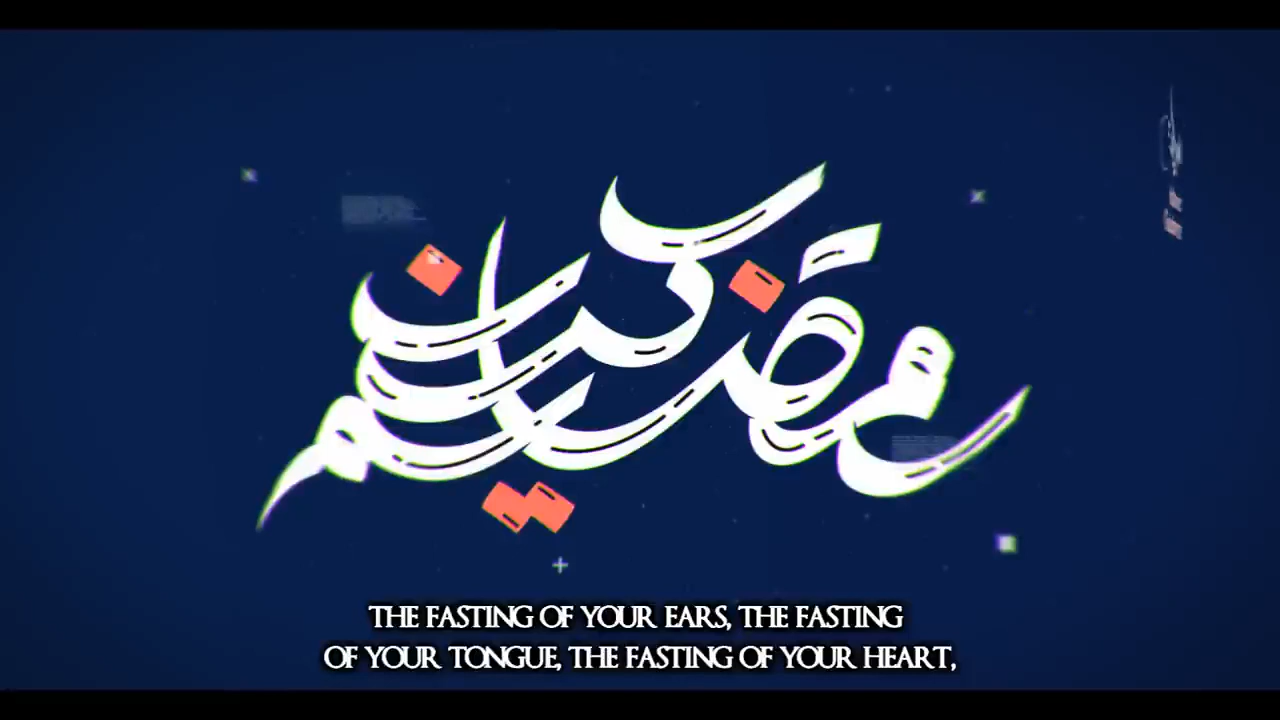 رمضان كريم
THE FASTING OF YOUR EARS, THE FASTING
OF YOUR TONGUE, THE FASTING OF YOUR HEART,